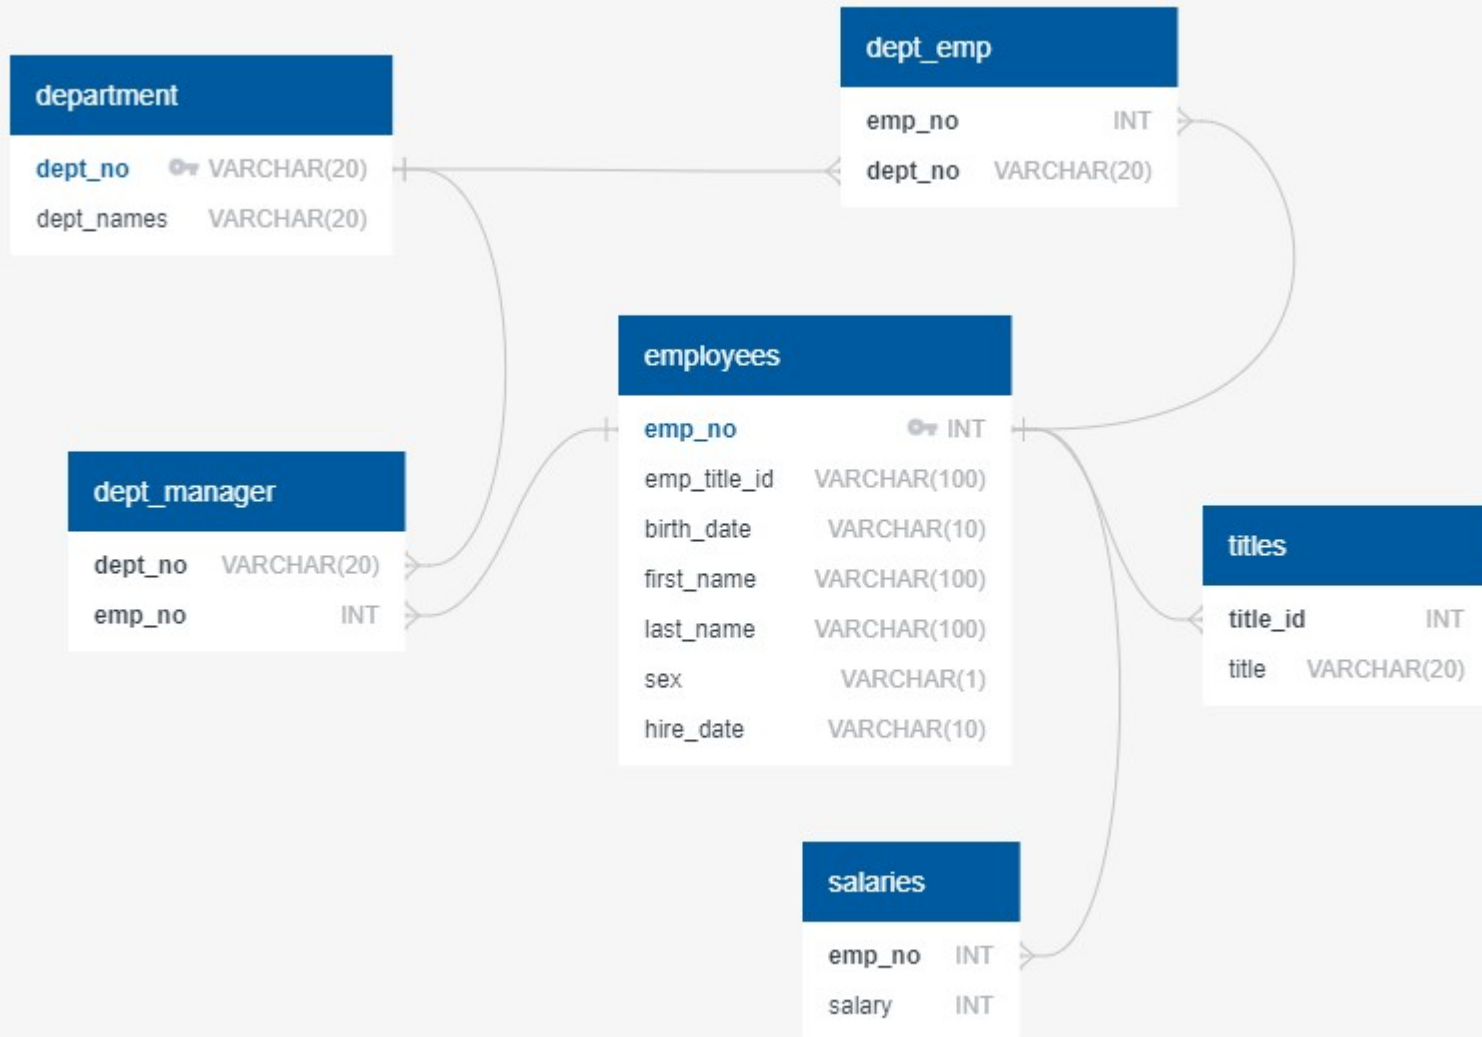 department
dept_no VARCHAR(20)
dept_names VARCHAR(20)
dept_emp
emp_no INT
dept_no VARCHAR(20)
employees
emp_no INT
emp_title_id VARCHAR(100)
birth_date VARCHAR(10)
first_name VARCHAR(100)
last_name VARCHAR(100)
sex VARCHAR(1)
hire_date VARCHAR(10)
dept_manager
dept_no VARCHAR(20)
emp_no INT
titles
title_id INT
title VARCHAR(20)
salaries
emp_no INT
salary INT